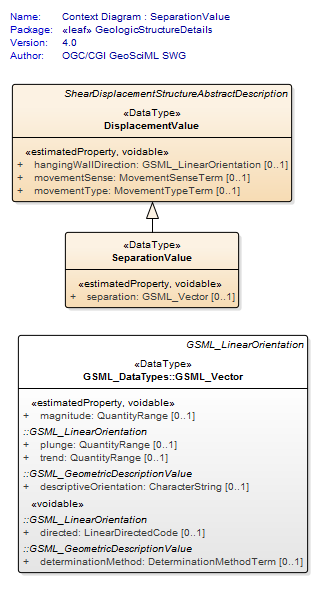 Name: Context Diagram : SeparationValue
Package: «leaf» GeologicStructureDetails
Version: 4.0
Author: OGC/CGI GeoSciML SWG
ShearDisplacementStructureAbstractDescription
«DataType»
DisplacementValue
«estimatedProperty, voidable»
+ hangingWallDirection: GSML_LinearOrientation [0..1]
+ movementSense: MovementSenseTerm [0..1]
+ movementType: MovementTypeTerm [0..1]
«DataType»
SeparationValue
«estimatedProperty, voidable»
+ separation: GSML_Vector [0..1]
GSML_LinearOrientation
«DataType»
GSML_DataTypes::GSML_Vector
«estimatedProperty, voidable»
+ magnitude: QuantityRange [0..1]
::GSML_LinearOrientation
+ plunge: QuantityRange [0..1]
+ trend: QuantityRange [0..1]
::GSML_GeometricDescriptionValue
+ descriptiveOrientation: CharacterString [0..1]
«voidable»
::GSML_LinearOrientation
+ directed: LinearDirectedCode [0..1]
::GSML_GeometricDescriptionValue
+ determinationMethod: DeterminationMethodTerm [0..1]